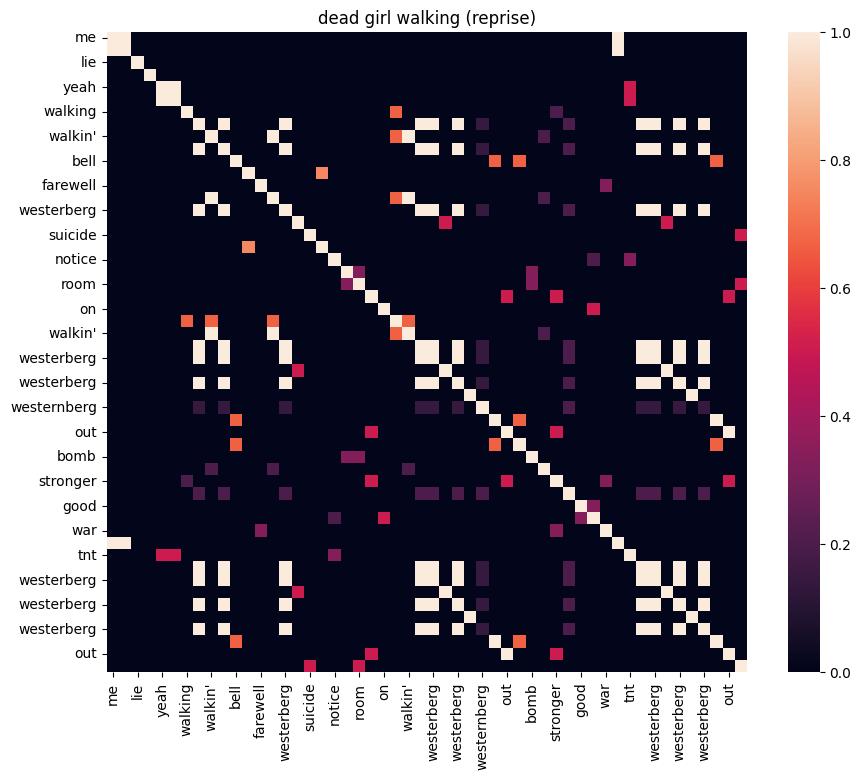 dead girl walking (reprise)
me
lie
yeah
walking
walkin'
bell
farewell
westerberg
suicide
notice
room
on
walkin'
westerberg
westerberg
westernberg
out
bomb
stronger
good
war
tnt
westerberg
westerberg
westerberg
out
1.0
0.8
0.6
0.4
0.2
0.0
me
lie
yeah
walking
walkin'
bell
farewell
westerberg
suicide
notice
room
on
walkin'
westerberg
westerberg
westernberg
out
bomb
stronger
good
war
tnt
westerberg
westerberg
westerberg
out